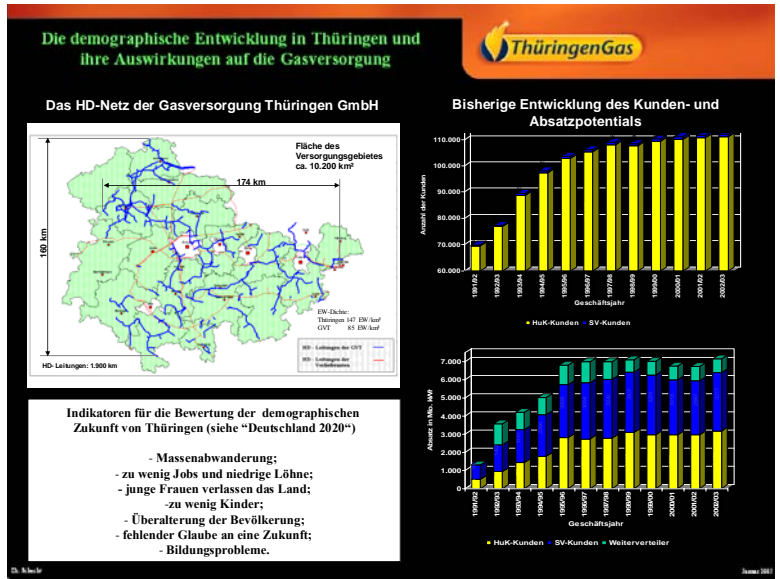 Die demographische Entwicklung in Thüringen und
ihre Auswirkungen auf die Gasversorgung
ThüringenGas
Das HD-Netz der Gasversorgung Thüringen GmbH
Fläche des
Versorgungsgebietes
ca. 10.200 km²
174 km
160 km
EW-Dichte:
Thüringen 147 EW/km²
GVT 85 EW/km²
HD- Leitungen der GVT
HD - Leitungen der
HD- Leitungen: 1.900 km
Indikatoren für die Bewertung der demographischen
Zukunft von Thüringen (siehe “Deutschland 2020“)
- Massenabwanderung;
- zu wenig Jobs und niedrige Löhne;
- junge Frauen verlassen das Land;
-zu wenig Kinder;
- Überalterung der Bevölkerung;
- fehlender Glaube an eine Zukunft;
- Bildungsprobleme.
Bisherige Entwicklung des Kunden- und
Absatzpotentials
Anzahl der Kunden
110.000
100.000
90.000
80.000
70.000
60.000
1991/92
1992/93
1993/94
1994/95
1995/96
1996/97
1997/98
1998/99
1999/00
2000/01
2001/02
2002/03
Geschäftsjahr
HuK-Kunden SV-Kunden
Absatz in Mio. kWh
7.000
6.000
5.000
4.000
3.000
2.000
1.000
0
1991/92
1992/93
1993/94
1994/95
1995/96
1996/97
1997/98
1998/99
1999/00
2000/01
2001/02
2002/03
Geschäftsjahr
HuK-Kunden SV-Kunden Weiterverteiler